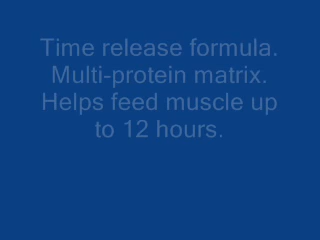 Time release formula.
Multi-protein matrix.
Helps feed muscle up
to 12 hours.